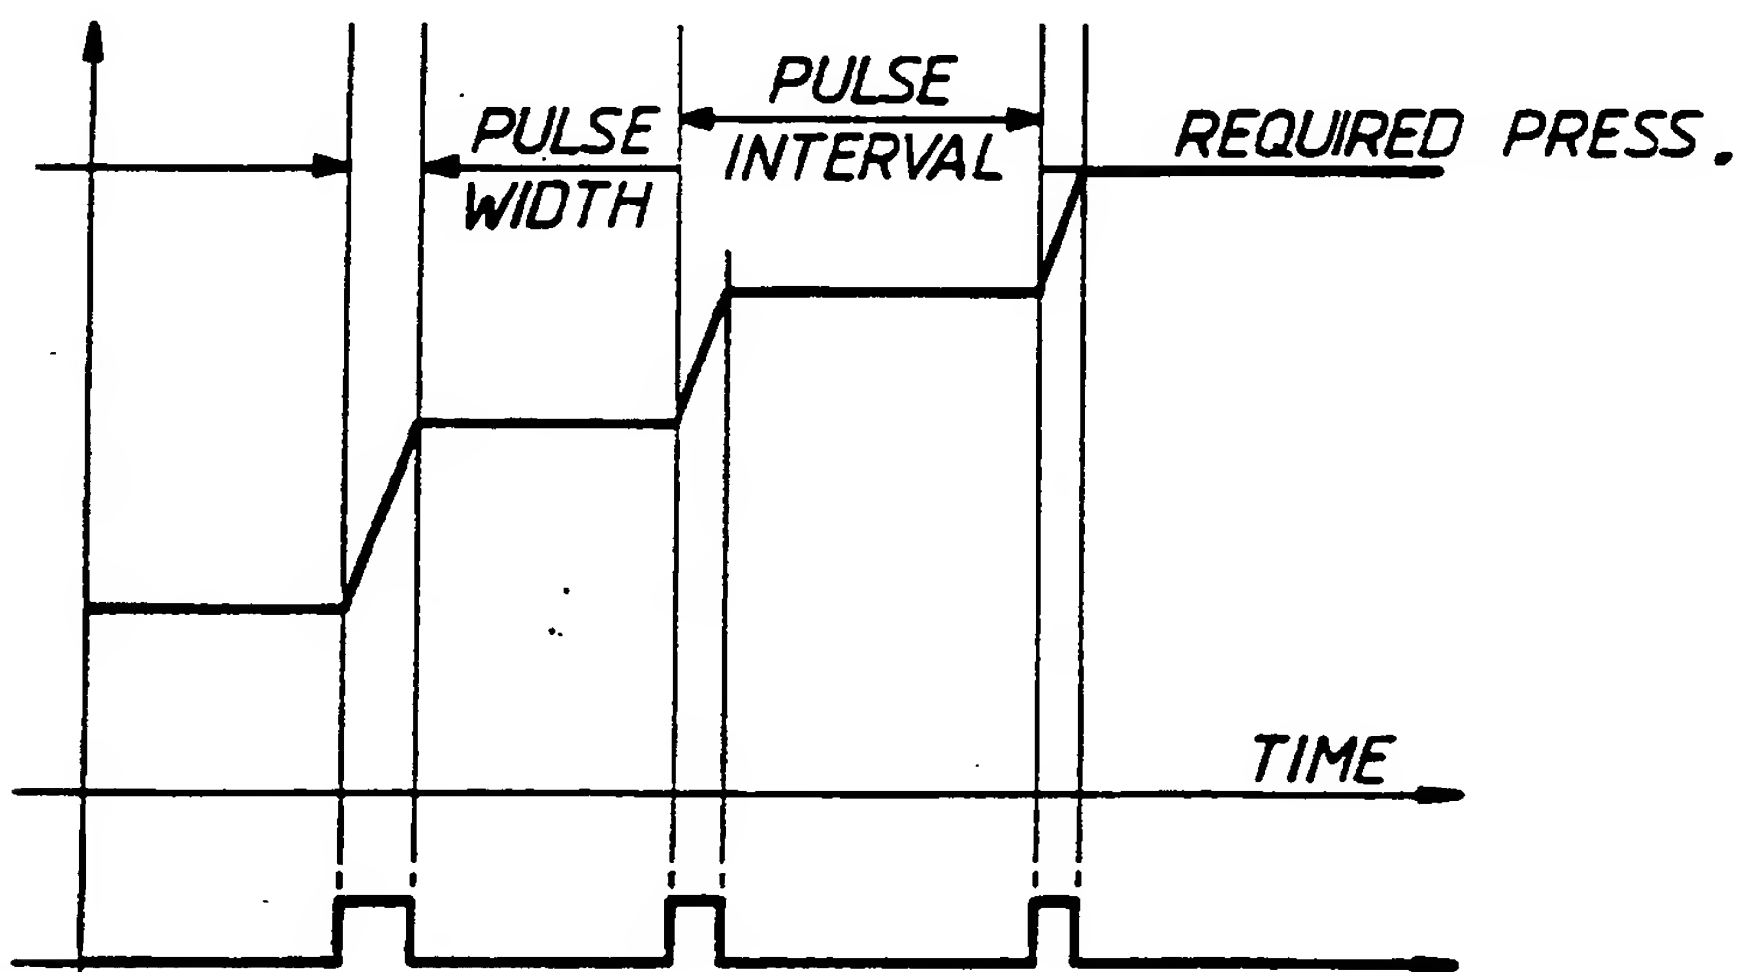 PULSE
WIDTH
PULSE
INTERVAL
REQUIRED PRESS.
TIME